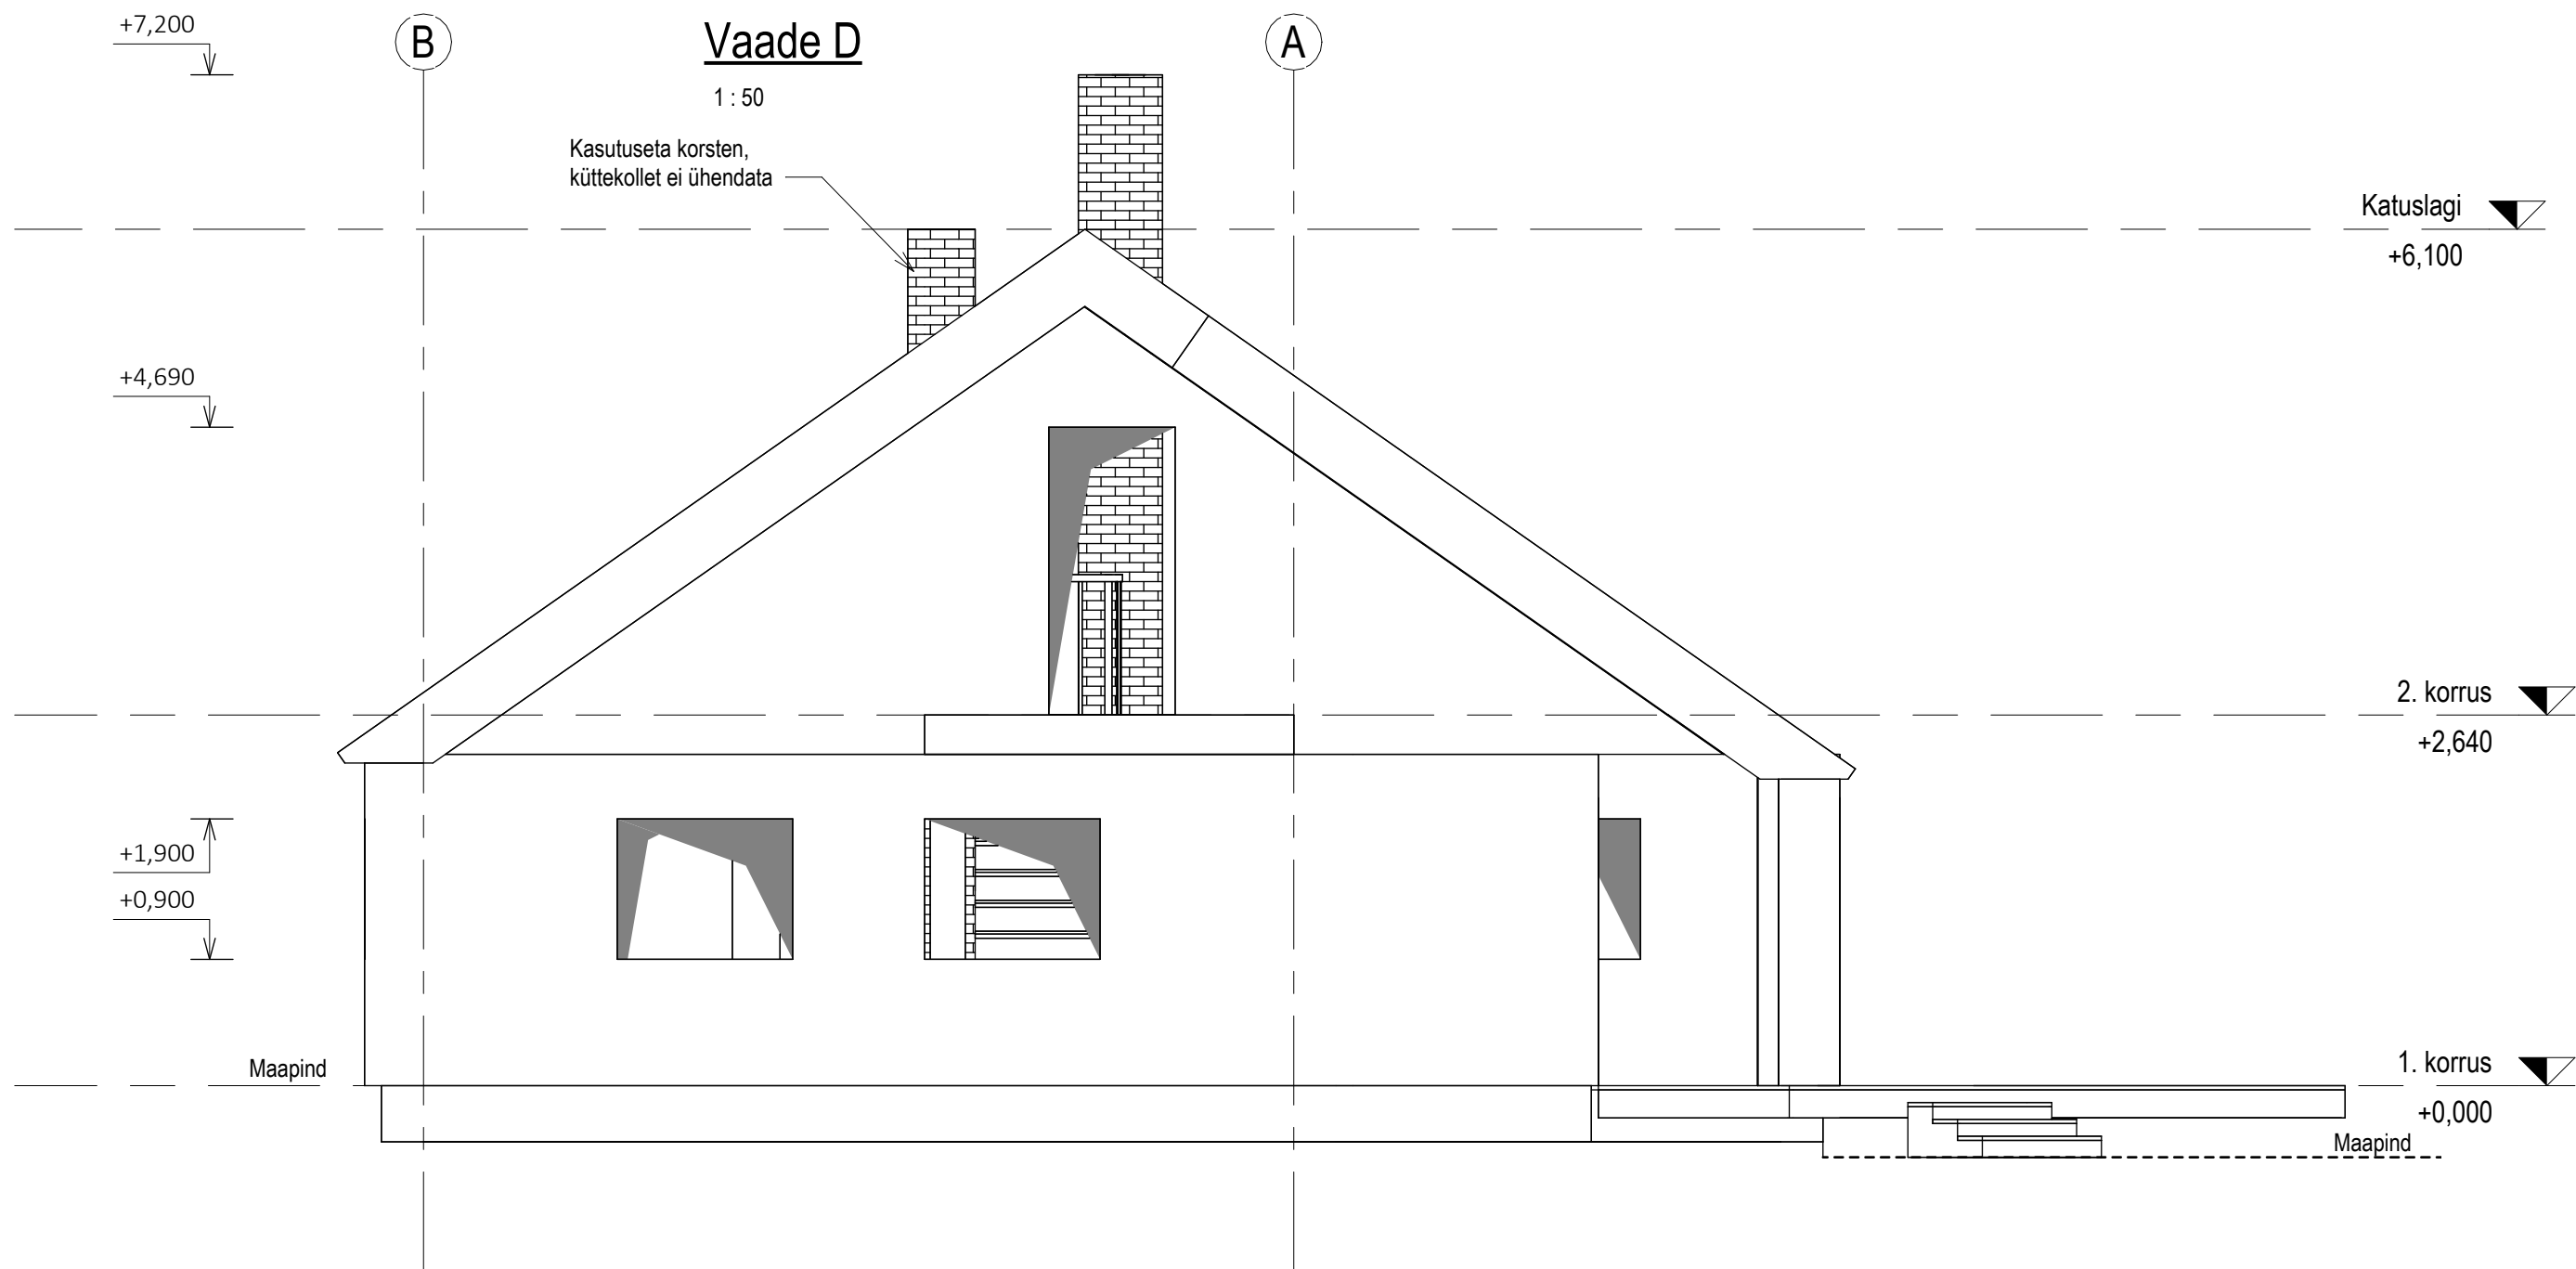 +7,200
B
Vaade D
A
1 : 50
Kasutuseta korsten,
küttekollet ei ühendata
Katuslagi
+6,100
+4,690
2. korrus
+2,640
+1,900
+0,900
Maapind
1. korrus
+0,000
Maapind